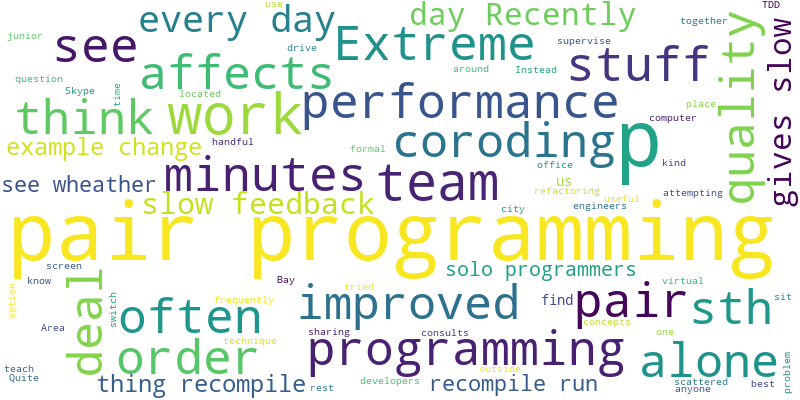 use
TDD
every day
day Recently
together
junior
see
Extreme
supervise
drive
affects
stuff
quality
gives slow
question
around
Instead
Skype
time
located
performance
think
work
place
computer
p
handful
coroding
example change
formal
office
kind
minutes
team
us
see wheather
refactoring
attempting
slow feedback
useful
city
engineers
pair programming
screen
solo programmers
know
Bay
tried
virtual
option
deal
switch
often
frequently
improved
find
pair
sth
sit
Area
sharing
consults
concepts
one
technique
order
programming
alone
outside
teach
Quite
thing recompile
rest
developers
recompile run
scattered
anyone
best
problem